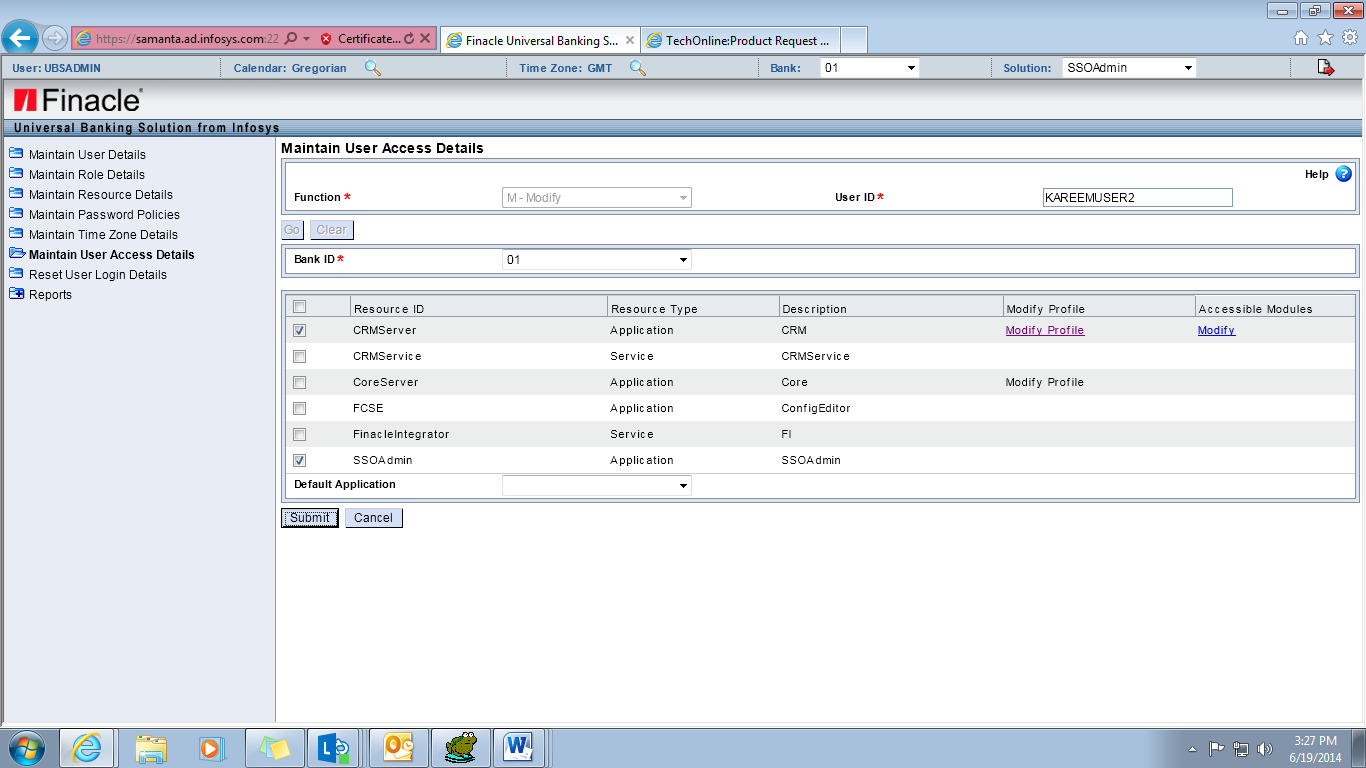 https://samanta.ad.infosys.com:22 Certificate... Finacle Universal Banking S... TechOnline:Product Request ...
User: UBSADMIN Calendar: Gregorian Time Zone: GMT Bank: 01 Solution: SSOAdmin
Finacle
Universal Banking Solution from Infosys
Maintain User Details
Maintain Role Details
Maintain Resource Details
Maintain Password Policies
Maintain Time Zone Details
Maintain User Access Details
Reset User Login Details
Reports
Maintain User Access Details
Help ?
Function * M - Modify User ID * KAREEMUSER2
Go Clear
Bank ID * 01
Resource ID Resource Type Description Modify Profile Accessible Modules
CRMServer Application CRM Modify Profile Modify
CRMService Service CRMService
CoreServer Application Core Modify Profile
FCSE Application ConfigEditor
FinacleIntegrator Service FI
SSOAdmin Application SSOAdmin
Default Application
Submit Cancel
3:27 PM
6/19/2014